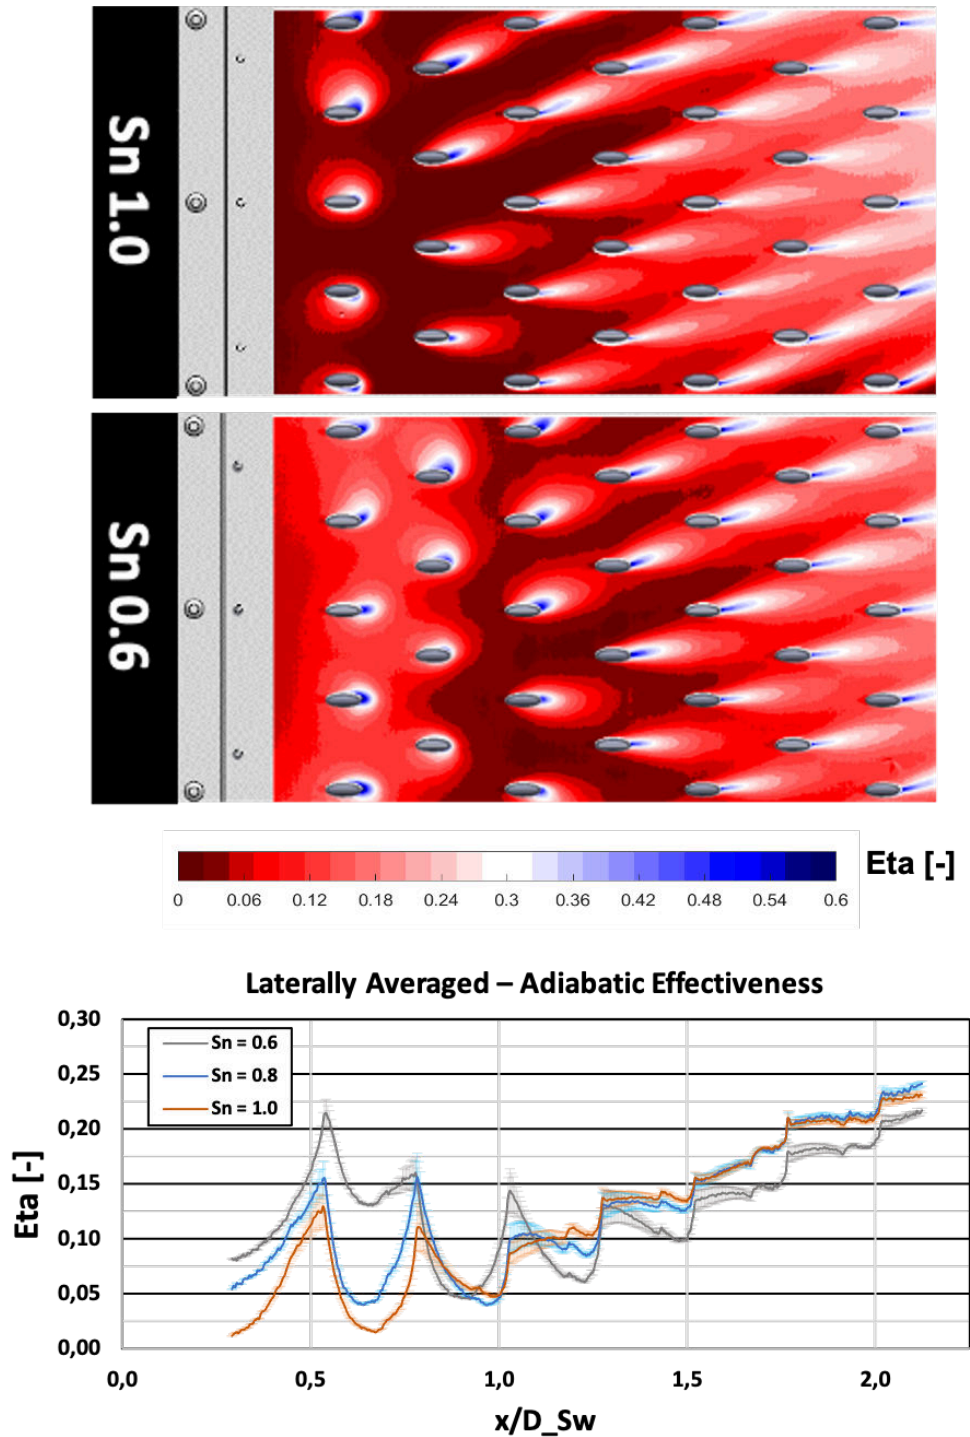 Sn 1.0
Sn 0.6
Eta [-]
0 0.06 0.12 0.18 0.24 0.3 0.36 0.42 0.48 0.54 0.6
Laterally Averaged – Adiabatic Effectiveness
0,30
0,25
0,20
0,15
0,10
0,05
0,00
Eta [-]
Sn = 0.6
Sn = 0.8
Sn = 1.0
0,0 0,5 1,0 1,5 2,0
x/D_Sw